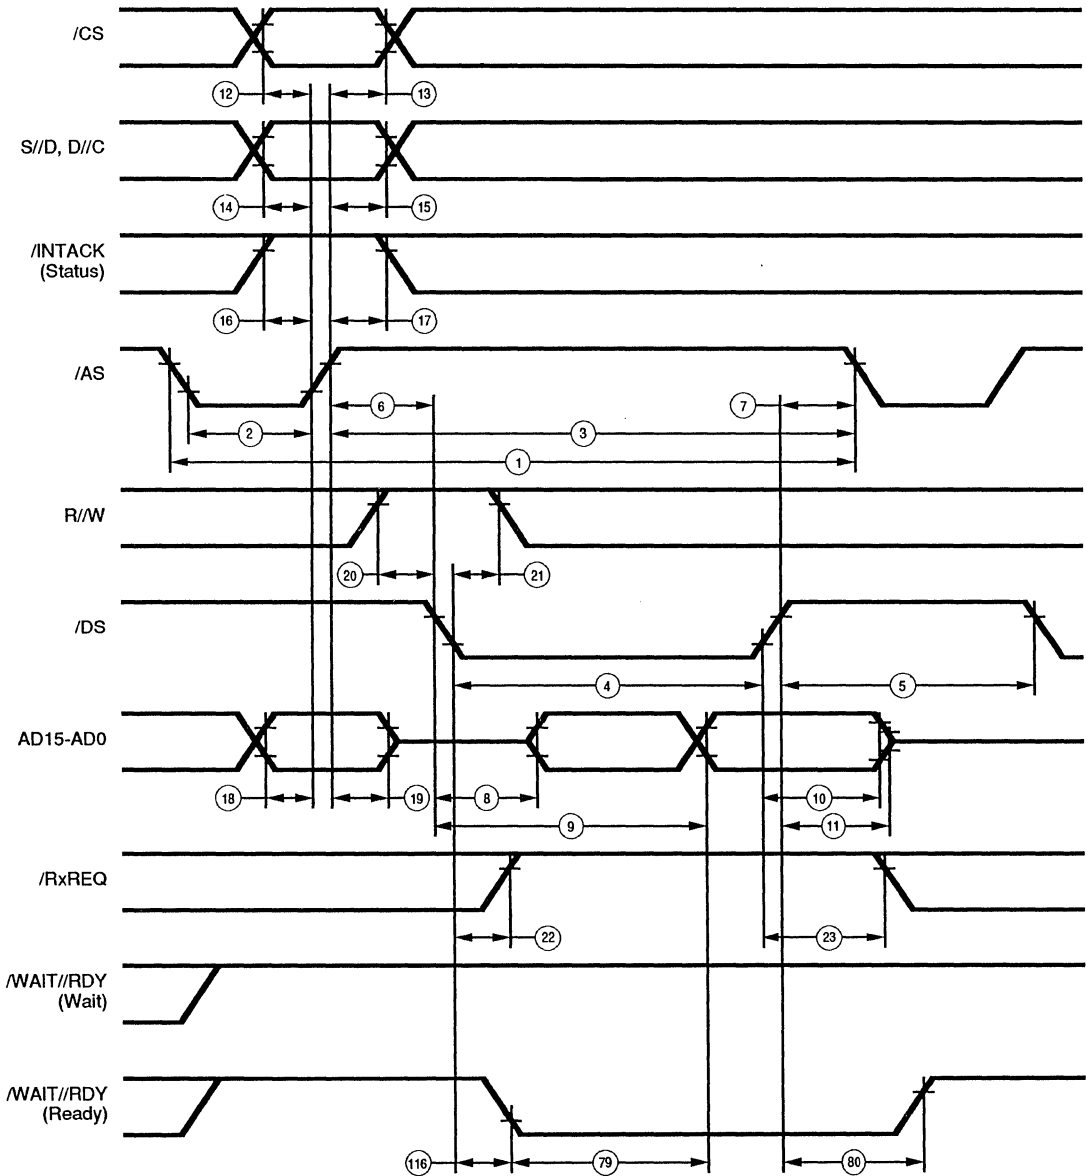 /CS
12 13
S//D, D//C
14 15
/INTACK
(Status)
16 17
/AS
6 7
2 3
1
R//W
20 21
/DS
4 5
AD15-AD0
18 19 8 10
9 11
/RxREQ
22 23
/WAIT//RDY
(Wait)
/WAIT//RDY
(Ready)
116 79 80